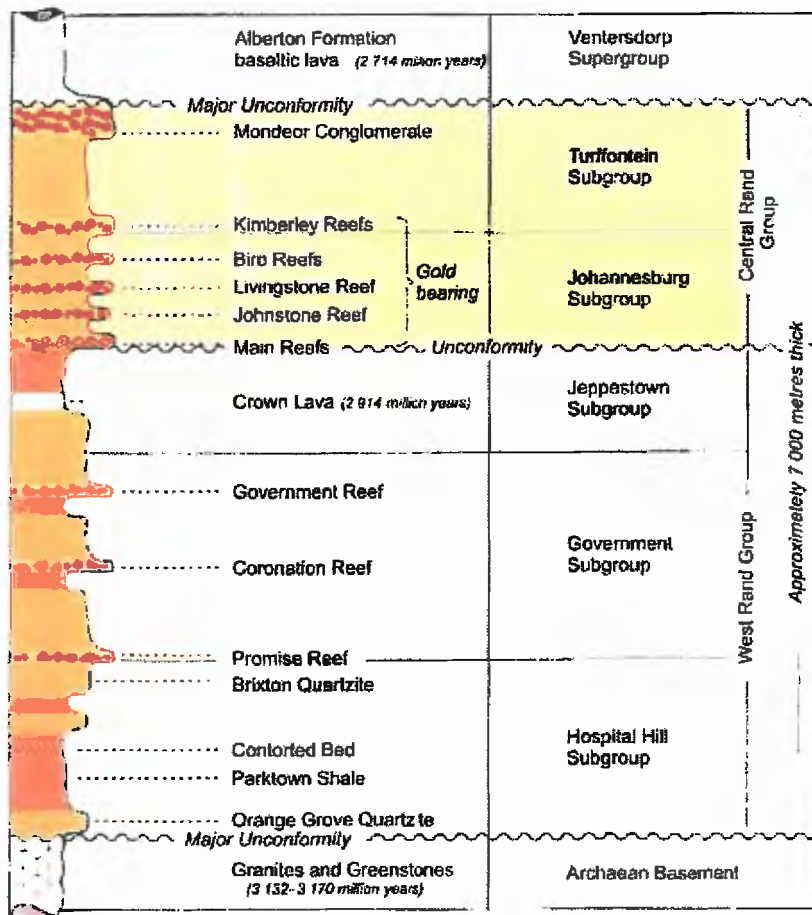 Alberton Formation
basaltic lava (2 714 million years)
Ventersdorp
Supergroup
Major Unconformity
Mondeor Conglomerate
Turffontein
Subgroup
Kimberley Reefs
Bird Reefs
Livingstone Reef
Johnstone Reef
Gold
bearing
Johannesburg
Subgroup
Central Rand
Group
Main Reefs
Unconformity
Crown Lava (2 914 million years)
Jeppestown
Subgroup
Government Reef
Coronation Reef
Government
Subgroup
Promise Reef
Brixton Quartzite
Contorted Bed
Parktown Shale
Orange Grove Quartzite
Hospital Hill
Subgroup
West Rand Group
Approximately 7 000 metres thick
Major Unconformity
Granites and Greenstones
(3 132-3 170 million years)
Archaean Basement